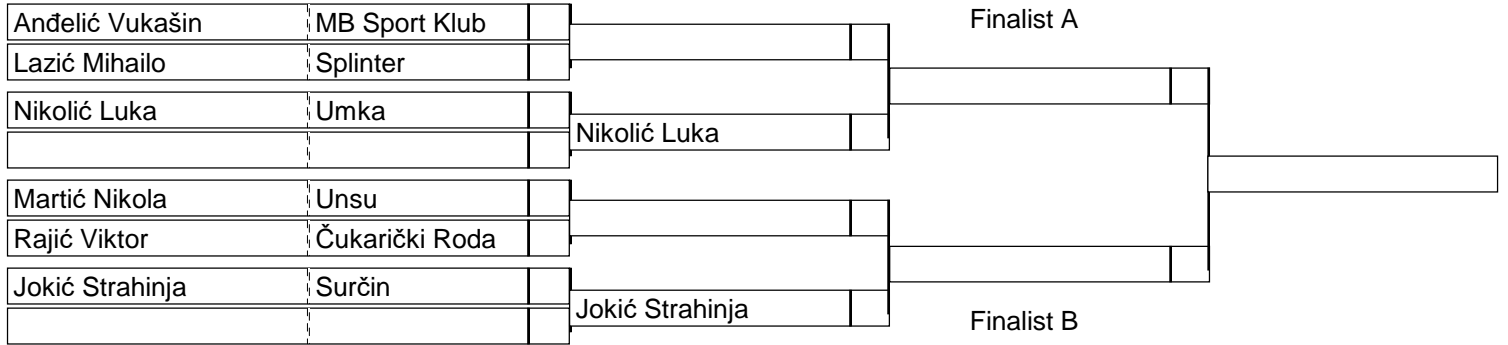 Anđelić Vukašin MB Sport Klub
Lazić Mihailo Splinter
Nikolić Luka Umka
Nikolić Luka
Martić Nikola Unsu
Rajić Viktor Čukarički Roda
Jokić Strahinja Surčin
Jokić Strahinja
Finalist A
Finalist B